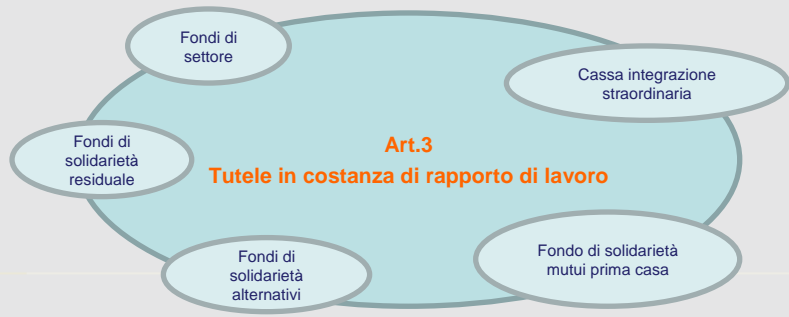 Fondi di
settore
Cassa integrazione
straordinaria
Fondi di
solidarietà
residuale
Art.3
Tutele in costanza di rapporto di lavoro
Fondi di
solidarietà
alternativi
Fondo di solidarietà
mutui prima casa